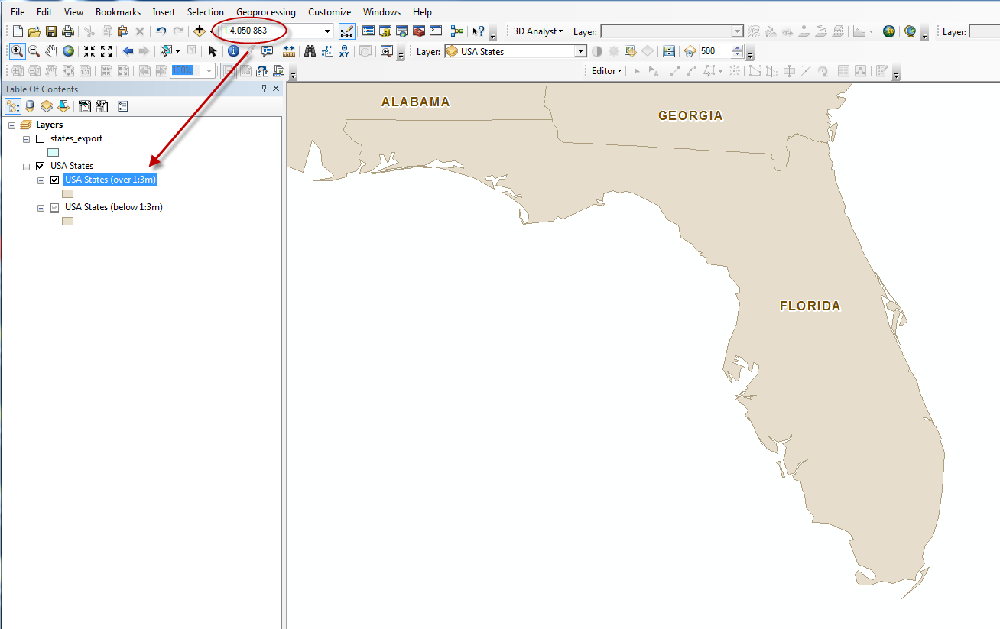 File Edit View Bookmarks Insert Selection Geoprocessing Customize Windows Help
1:4,050,863 3D Analyst Layer: Layer:
Layer: USA States 500
100% Editor
Table Of Contents
Layers
states_export
USA States
USA States (over 1:3m)
USA States (below 1:3m)
ALABAMA
GEORGIA
FLORIDA